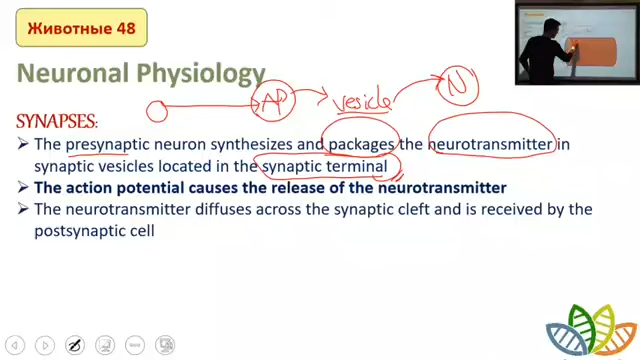 Животные 48
Neuronal Physiology
AP
vesicle
N
SYNAPSES:
The presynaptic neuron synthesizes and packages the neurotransmitter in
synaptic vesicles located in the synaptic terminal
The action potential causes the release of the neurotransmitter
The neurotransmitter diffuses across the synaptic cleft and is received by the
postsynaptic cell